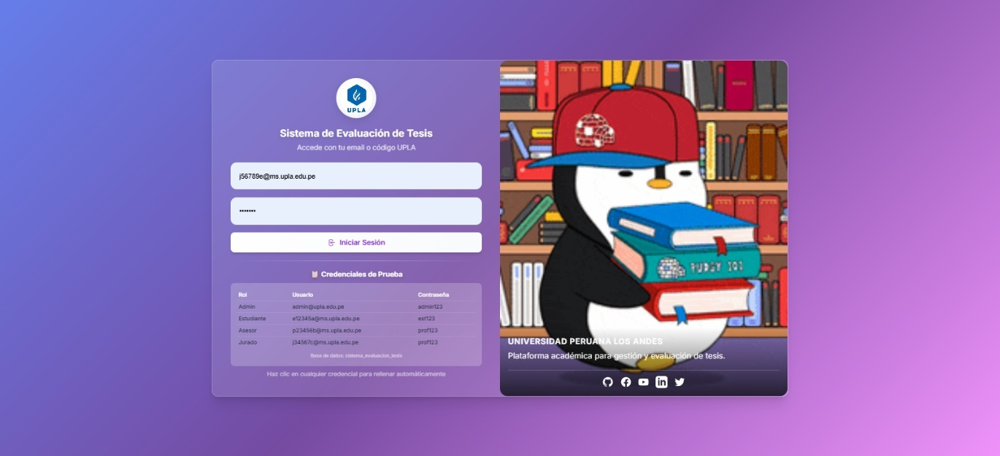 UPLA
Sistema de Evaluación de Tesis
Accede con tu email o código UPLA
j56789e@ms.upla.edu.pe
•••••••
Iniciar Sesión
Credenciales de Prueba
Rol Usuario Contraseña
Admin admin@upla.edu.pe admin123
Estudiante e12345a@ms.upla.edu.pe est123
Asesor p23456b@ms.upla.edu.pe prof123
Jurado j34567c@ms.upla.edu.pe prof123
Base de datos: sistema_evaluacion_tesis
Haz clic en cualquier credencial para rellenar automáticamente
PUDGY 101
UNIVERSIDAD PERUANA LOS ANDES
Plataforma académica para gestión y evaluación de tesis.
in